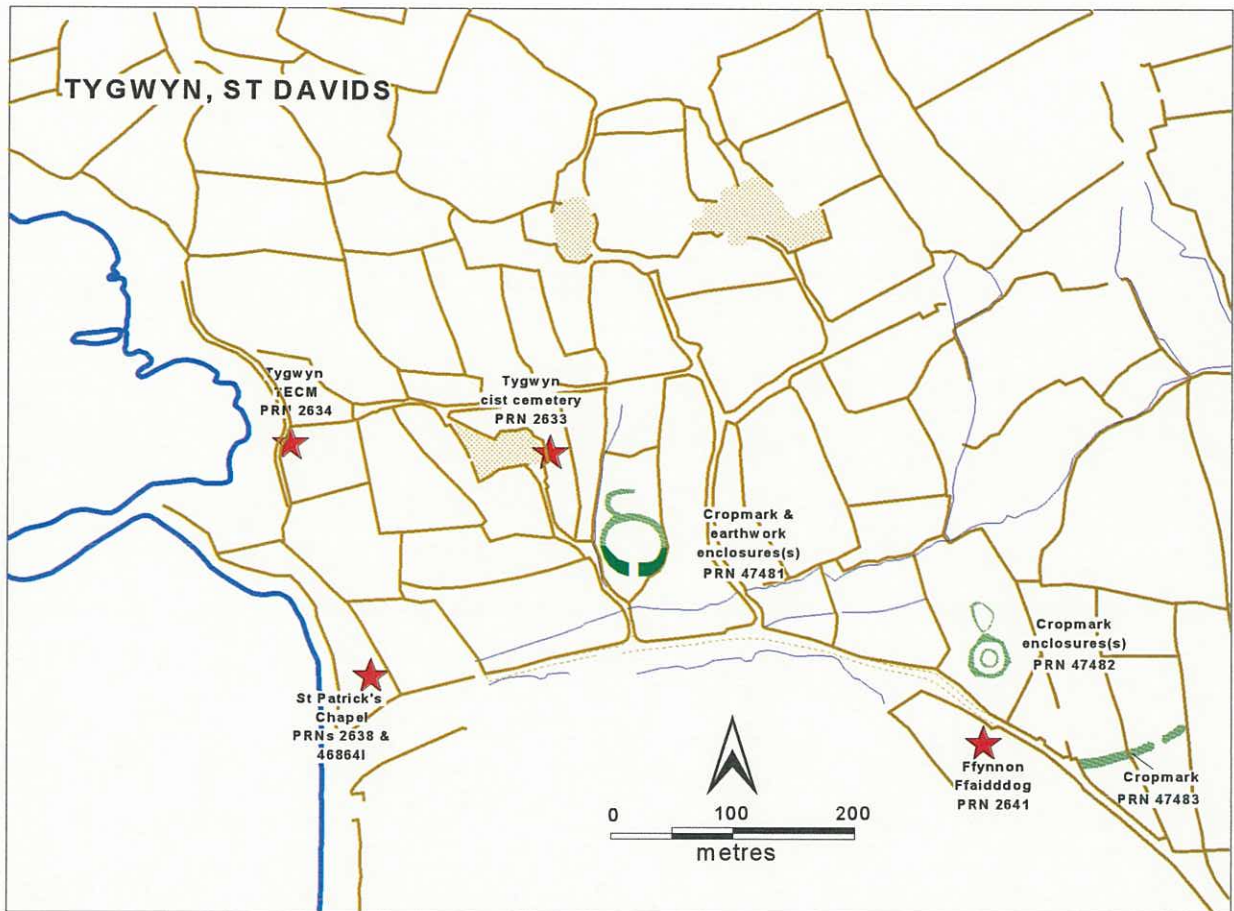 TYGWYN, ST DAVIDS
Tygwyn
?ECM
PRN 2634
Tygwyn
cist cemetery
PRN 2633
Cropmark &
earthwork
enclosures(s)
PRN 47481
Cropmark
enclosures(s)
PRN 47482
St Patrick's
Chapel
PRNs 2638 &
46864I
Ffynnon
Ffaidddog
PRN 2641
Cropmark
PRN 47483
0 100 200
metres